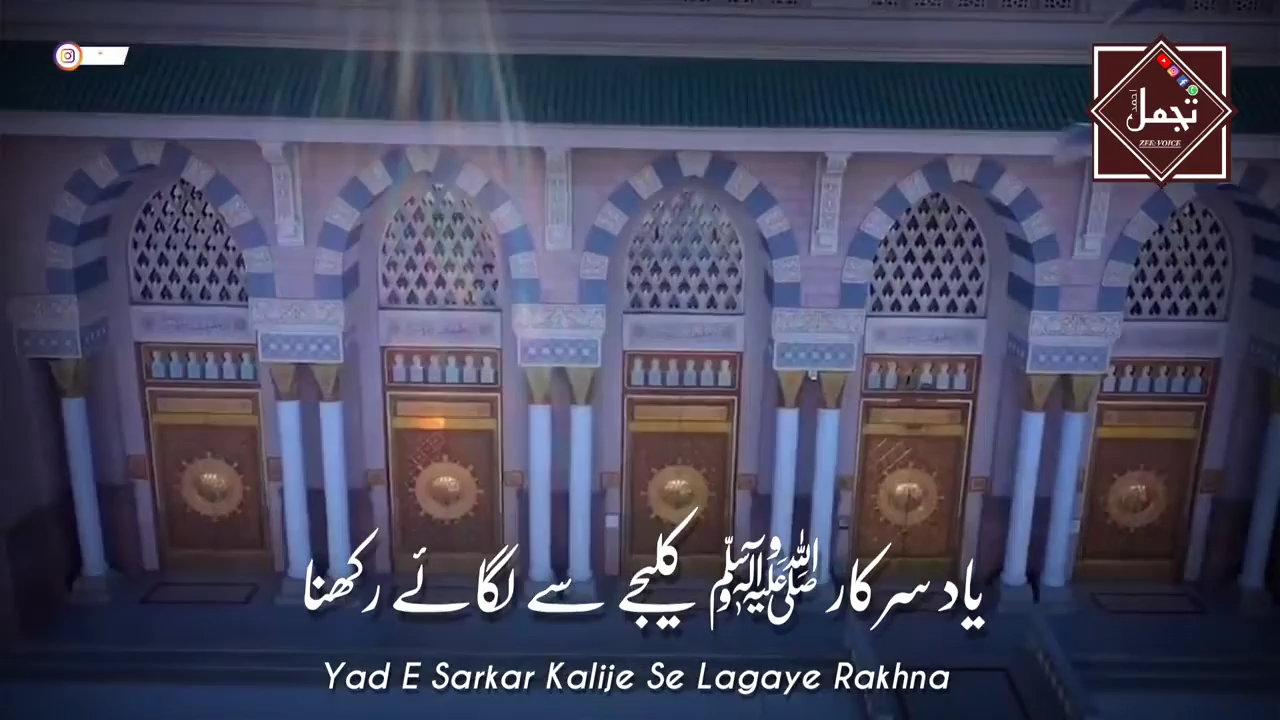 تجمل
احمد
ZEE:VOICE
یاد سرکار ﷺ کلیجے سے لگائے رکھنا
Yad E Sarkar Kalije Se Lagaye Rakhna